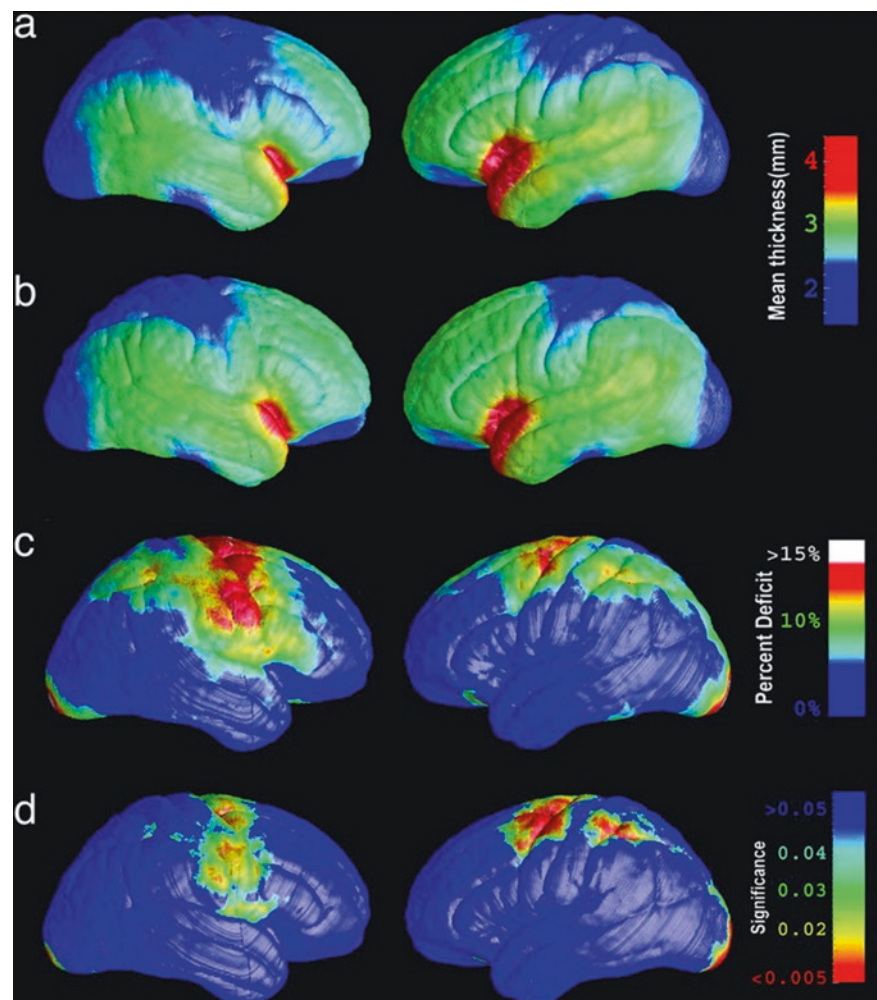 a
Mean thickness(mm)
4
3
2
b
c
Percent Deficit
>15%
10%
0%
d
Significance
>0.05
0.04
0.03
0.02
<0.005